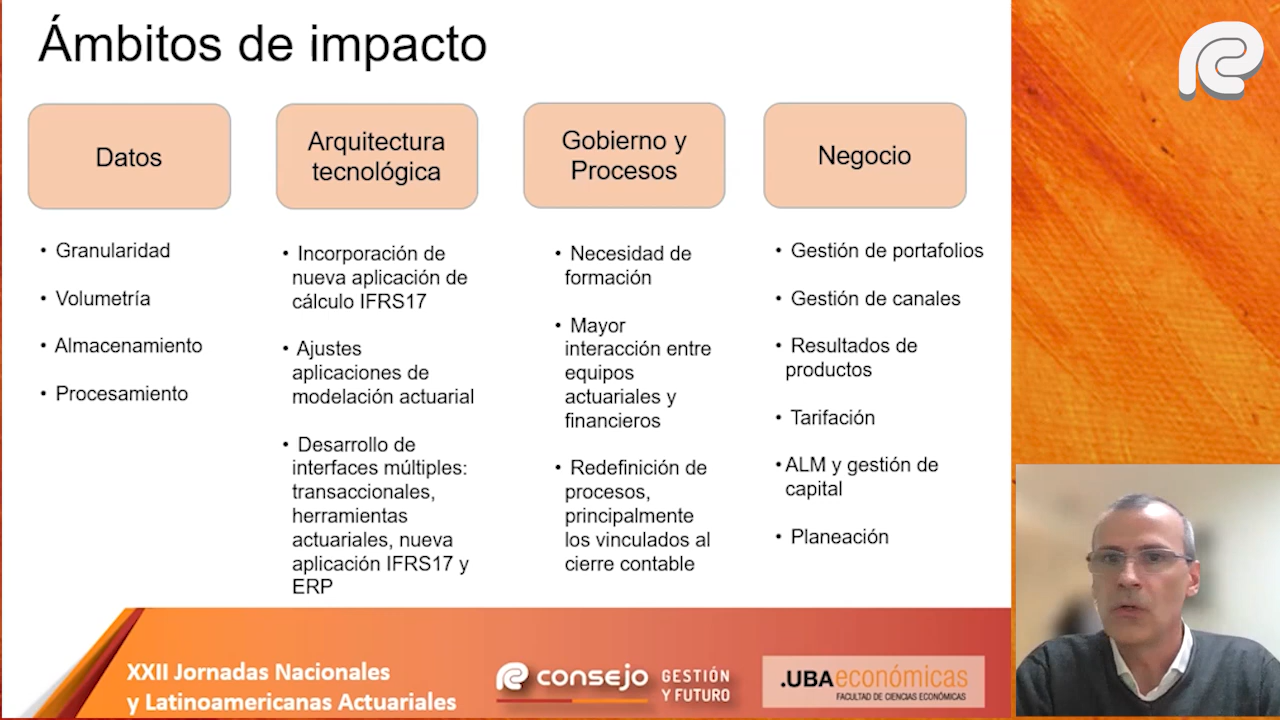 Ámbitos de impacto
Datos
• Granularidad
• Volumetría
• Almacenamiento
• Procesamiento
Arquitectura
tecnológica
• Incorporación de
nueva aplicación de
cálculo IFRS17
• Ajustes
aplicaciones de
modelación actuarial
• Desarrollo de
interfaces múltiples:
transaccionales,
herramientas
actuariales, nueva
aplicación IFRS17 y
ERP
Gobierno y
Procesos
• Necesidad de
formación
• Mayor
interacción entre
equipos
actuariales y
financieros
• Redefinición de
procesos,
principalmente
los vinculados al
cierre contable
Negocio
• Gestión de portafolios
• Gestión de canales
• Resultados de
productos
• Tarifación
• ALM y gestión de
capital
• Planeación
XXII Jornadas Nacionales
y Latinoamericanas Actuariales
consejo
GESTIÓN
Y FUTURO
.UBAeconómicas
FACULTAD DE CIENCIAS ECONÓMICAS